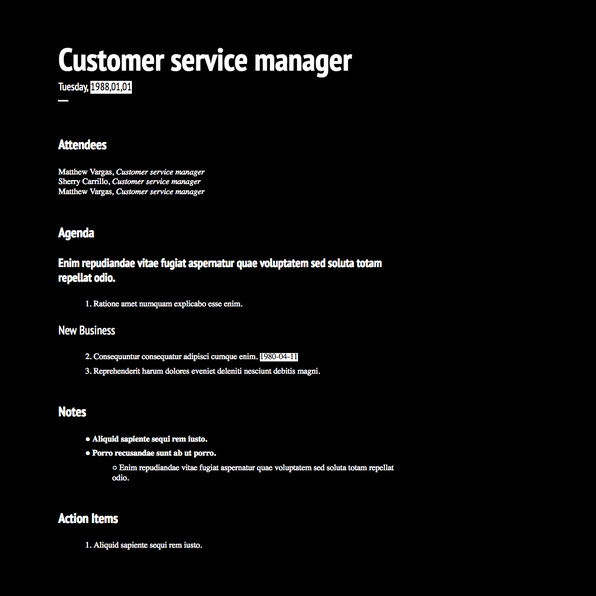 Customer service manager
Tuesday, 1988,01,01
Attendees
Matthew Vargas, Customer service manager
Sherry Carrillo, Customer service manager
Matthew Vargas, Customer service manager
Agenda
Enim repudiandae vitae fugiat aspernatur quae voluptatem sed soluta totam
repellat odio.
1. Ratione amet numquam explicabo esse enim.
New Business
2. Consequuntur consequatur adipisci cumque enim. 1980-04-11
3. Reprehenderit harum dolores eveniet deleniti nesciunt debitis magni.
Notes
● Aliquid sapiente sequi rem iusto.
● Porro recusandae sunt ab ut porro.
○ Enim repudiandae vitae fugiat aspernatur quae voluptatem sed soluta totam repellat
odio.
Action Items
1. Aliquid sapiente sequi rem iusto.